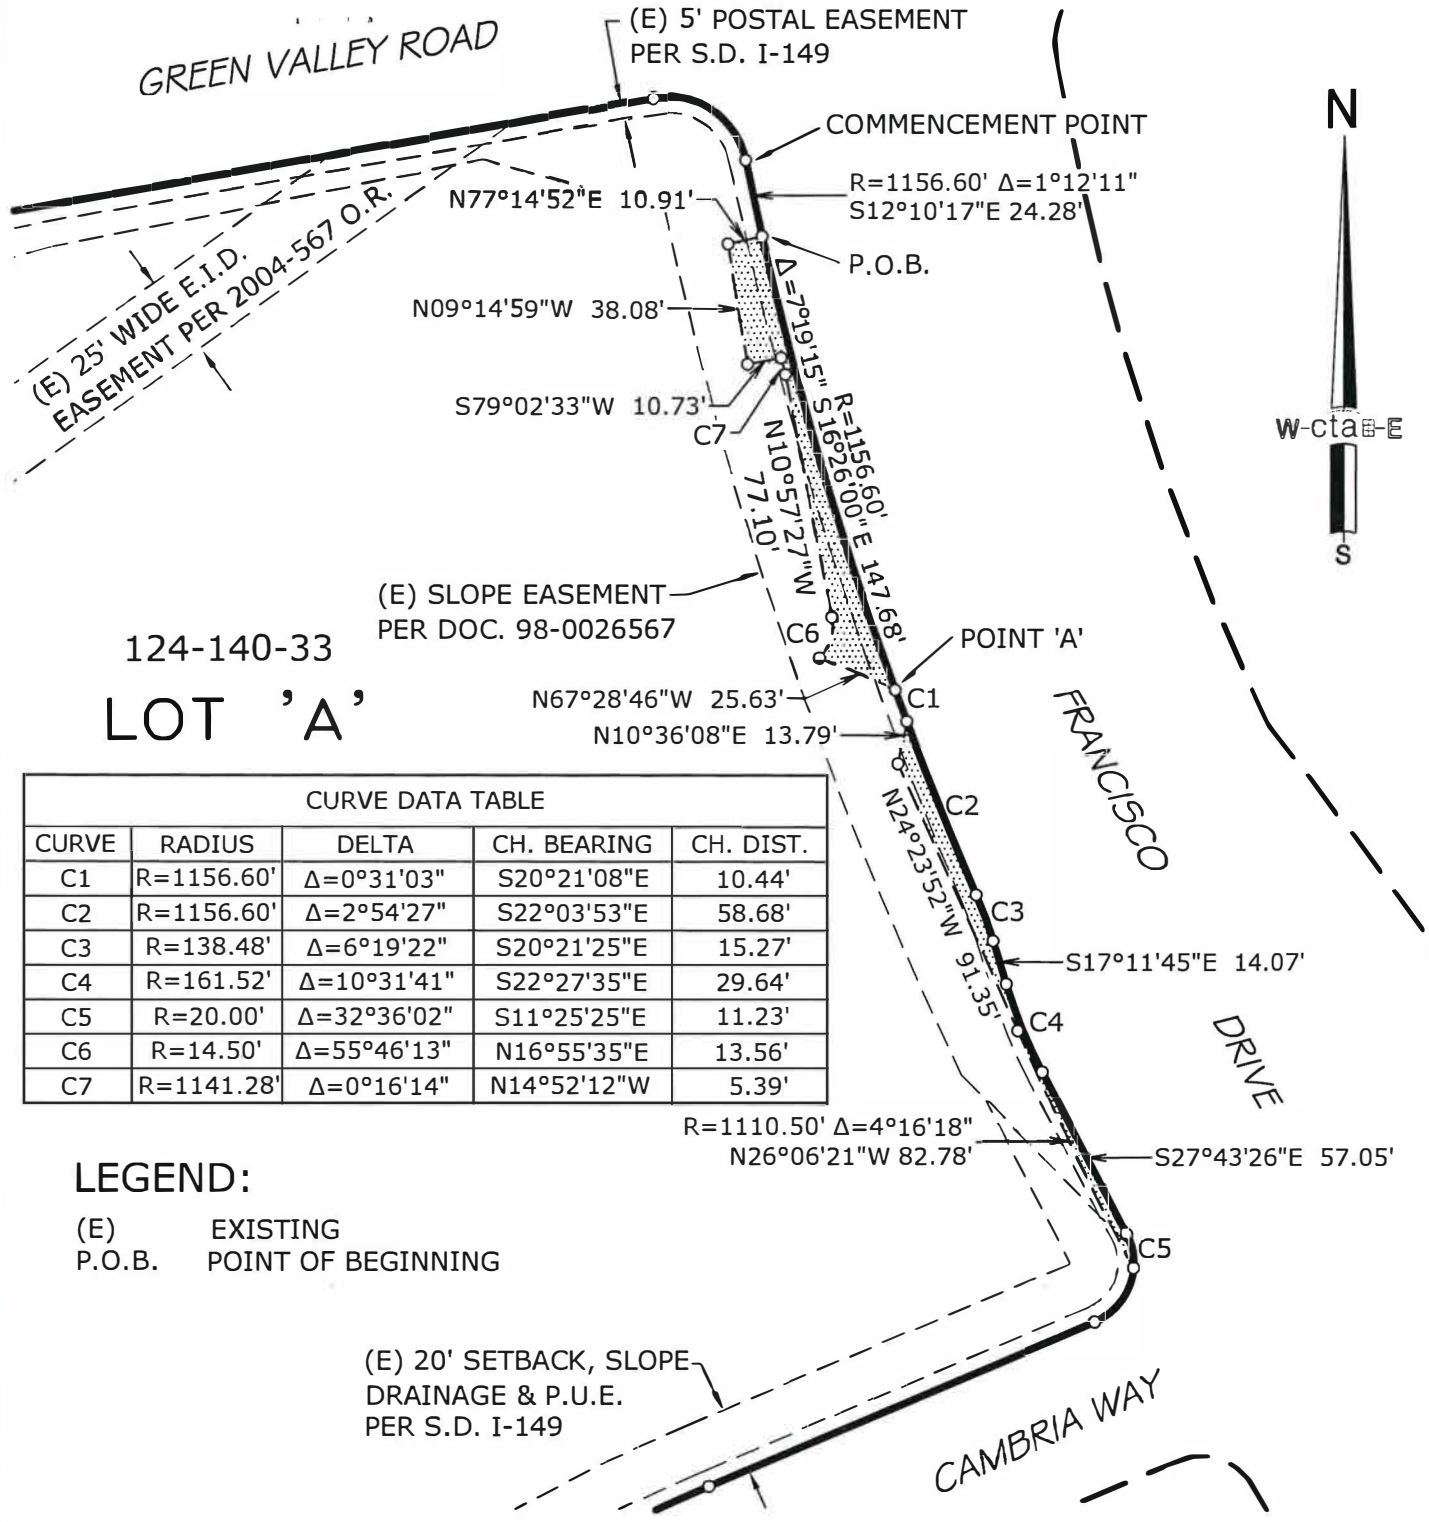 GREEN VALLEY ROAD
(E) 5' POSTAL EASEMENT
PER S.D. I-149
COMMENCEMENT POINT
R=1156.60' Δ=1°12'11"
S12°10'17"E 24.28'
N77°14'52"E 10.91'
P.O.B.
(E) 25' WIDE E.I.D.
EASEMENT PER 2004-567 O.R.
N09°14'59"W 38.08'
Δ=7°19'15"
R=1156.60'
S16°26'00"E 147.68'
S79°02'33"W 10.73'
C7
N10°57'27"W
77.10'
N
W-cta-E
S
(E) SLOPE EASEMENT
PER DOC. 98-0026567
C6
124-140-33
LOT 'A'
POINT 'A'
N67°28'46"W 25.63'
C1
N10°36'08"E 13.79'
FRANCISCO
DRIVE
CURVE DATA TABLE
CURVE RADIUS DELTA CH. BEARING CH. DIST.
C1 R=1156.60' Δ=0°31'03" S20°21'08"E 10.44'
C2 R=1156.60' Δ=2°54'27" S22°03'53"E 58.68'
C3 R=138.48' Δ=6°19'22" S20°21'25"E 15.27'
C4 R=161.52' Δ=10°31'41" S22°27'35"E 29.64'
C5 R=20.00' Δ=32°36'02" S11°25'25"E 11.23'
C6 R=14.50' Δ=55°46'13" N16°55'35"E 13.56'
C7 R=1141.28' Δ=0°16'14" N14°52'12"W 5.39'
C2
N24°23'52"W 91.35'
C3
S17°11'45"E 14.07'
C4
R=1110.50' Δ=4°16'18"
N26°06'21"W 82.78'
S27°43'26"E 57.05'
LEGEND:
(E) EXISTING
P.O.B. POINT OF BEGINNING
C5
(E) 20' SETBACK, SLOPE
DRAINAGE & P.U.E.
PER S.D. I-149
CAMBRIA WAY